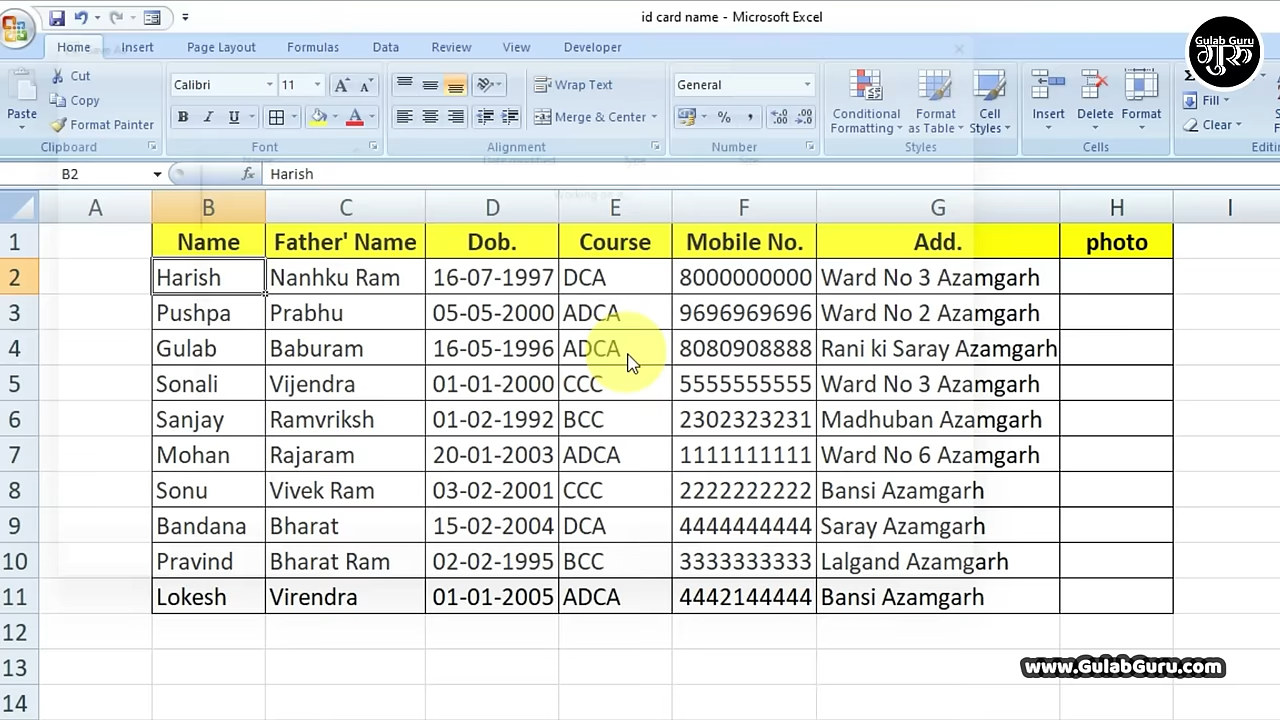 id card name - Microsoft Excel
Home Insert Page Layout Formulas Data Review View Developer
Gulab Guru
गुरु
Paste
Cut
Copy
Format Painter
Clipboard
Calibri 11
B I U
Font
Wrap Text
Merge & Center
Alignment
General
% ,
Number
Conditional Formatting
Format as Table
Cell Styles
Styles
Insert Delete Format
Cells
Fill
Clear
Editi
B2 fx Harish
A B C D E F G H I
1 Name Father' Name Dob. Course Mobile No. Add. photo
2 Harish Nanhku Ram 16-07-1997 DCA 8000000000 Ward No 3 Azamgarh
3 Pushpa Prabhu 05-05-2000 ADCA 9696969696 Ward No 2 Azamgarh
4 Gulab Baburam 16-05-1996 ADCA 8080908888 Rani ki Saray Azamgarh
5 Sonali Vijendra 01-01-2000 CCC 5555555555 Ward No 3 Azamgarh
6 Sanjay Ramvriksh 01-02-1992 BCC 2302323231 Madhuban Azamgarh
7 Mohan Rajaram 20-01-2003 ADCA 1111111111 Ward No 6 Azamgarh
8 Sonu Vivek Ram 03-02-2001 CCC 2222222222 Bansi Azamgarh
9 Bandana Bharat 15-02-2004 DCA 4444444444 Saray Azamgarh
10 Pravind Bharat Ram 02-02-1995 BCC 3333333333 Lalgand Azamgarh
11 Lokesh Virendra 01-01-2005 ADCA 4442144444 Bansi Azamgarh
12
13
14
www.GulabGuru.com